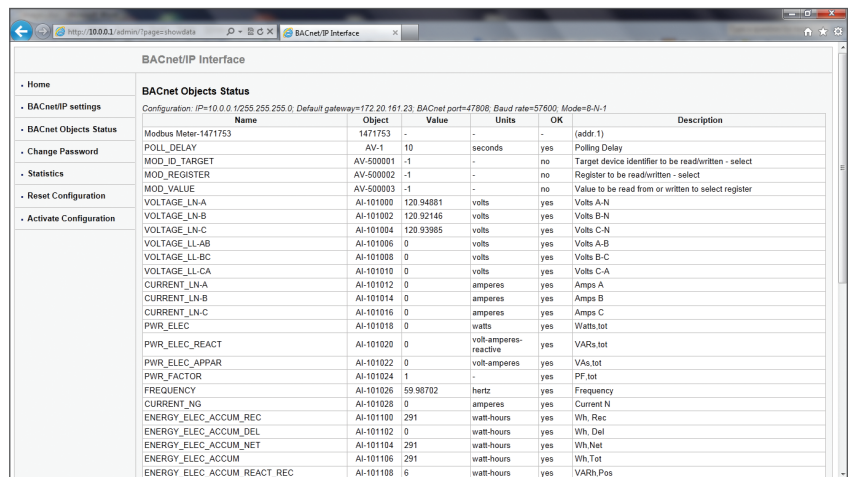 http://10.0.0.1/admin/?page=showdata
BACnet/IP Interface
BACnet/IP Interface
Home
BACnet/IP settings
BACnet Objects Status
Change Password
Statistics
Reset Configuration
Activate Configuration
BACnet Objects Status
Configuration: IP=10.0.0.1/255.255.255.0; Default gateway=172.20.161.23; BACnet port=47808; Baud rate=57600; Mode=8-N-1
Name Object Value Units OK Description
Modbus Meter-1471753 1471753 - - - (addr.1)
POLL_DELAY AV-1 10 seconds yes Polling Delay
MOD_ID_TARGET AV-500001 -1 - no Target device identifier to be read/written - select
MOD_REGISTER AV-500002 -1 - no Register to be read/written - select
MOD_VALUE AV-500003 -1 - no Value to be read from or written to select register
VOLTAGE_LN-A AI-101000 120.94881 volts yes Volts A-N
VOLTAGE_LN-B AI-101002 120.92146 volts yes Volts B-N
VOLTAGE_LN-C AI-101004 120.93985 volts yes Volts C-N
VOLTAGE_LL-AB AI-101006 0 volts yes Volts A-B
VOLTAGE_LL-BC AI-101008 0 volts yes Volts B-C
VOLTAGE_LL-CA AI-101010 0 volts yes Volts C-A
CURRENT_LN-A AI-101012 0 amperes yes Amps A
CURRENT_LN-B AI-101014 0 amperes yes Amps B
CURRENT_LN-C AI-101016 0 amperes yes Amps C
PWR_ELEC AI-101018 0 watts yes Watts,tot
PWR_ELEC_REACT AI-101020 0 volt-amperes-reactive yes VARs,tot
PWR_ELEC_APPAR AI-101022 0 volt-amperes yes VAs,tot
PWR_FACTOR AI-101024 1 - yes PF,tot
FREQUENCY AI-101026 59.98702 hertz yes Frequency
CURRENT_NG AI-101028 0 amperes yes Current N
ENERGY_ELEC_ACCUM_REC AI-101100 291 watt-hours yes Wh, Rec
ENERGY_ELEC_ACCUM_DEL AI-101102 0 watt-hours yes Wh, Del
ENERGY_ELEC_ACCUM_NET AI-101104 291 watt-hours yes Wh,Net
ENERGY_ELEC_ACCUM AI-101106 291 watt-hours yes Wh,Tot
ENERGY_ELEC_ACCUM_REACT_REC AI-101108 6 watt-hours yes VARh,Pos